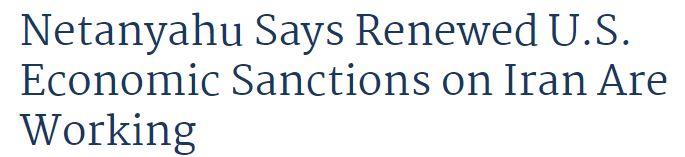 Netanyahu Says Renewed U.S.
Economic Sanctions on Iran Are
Working